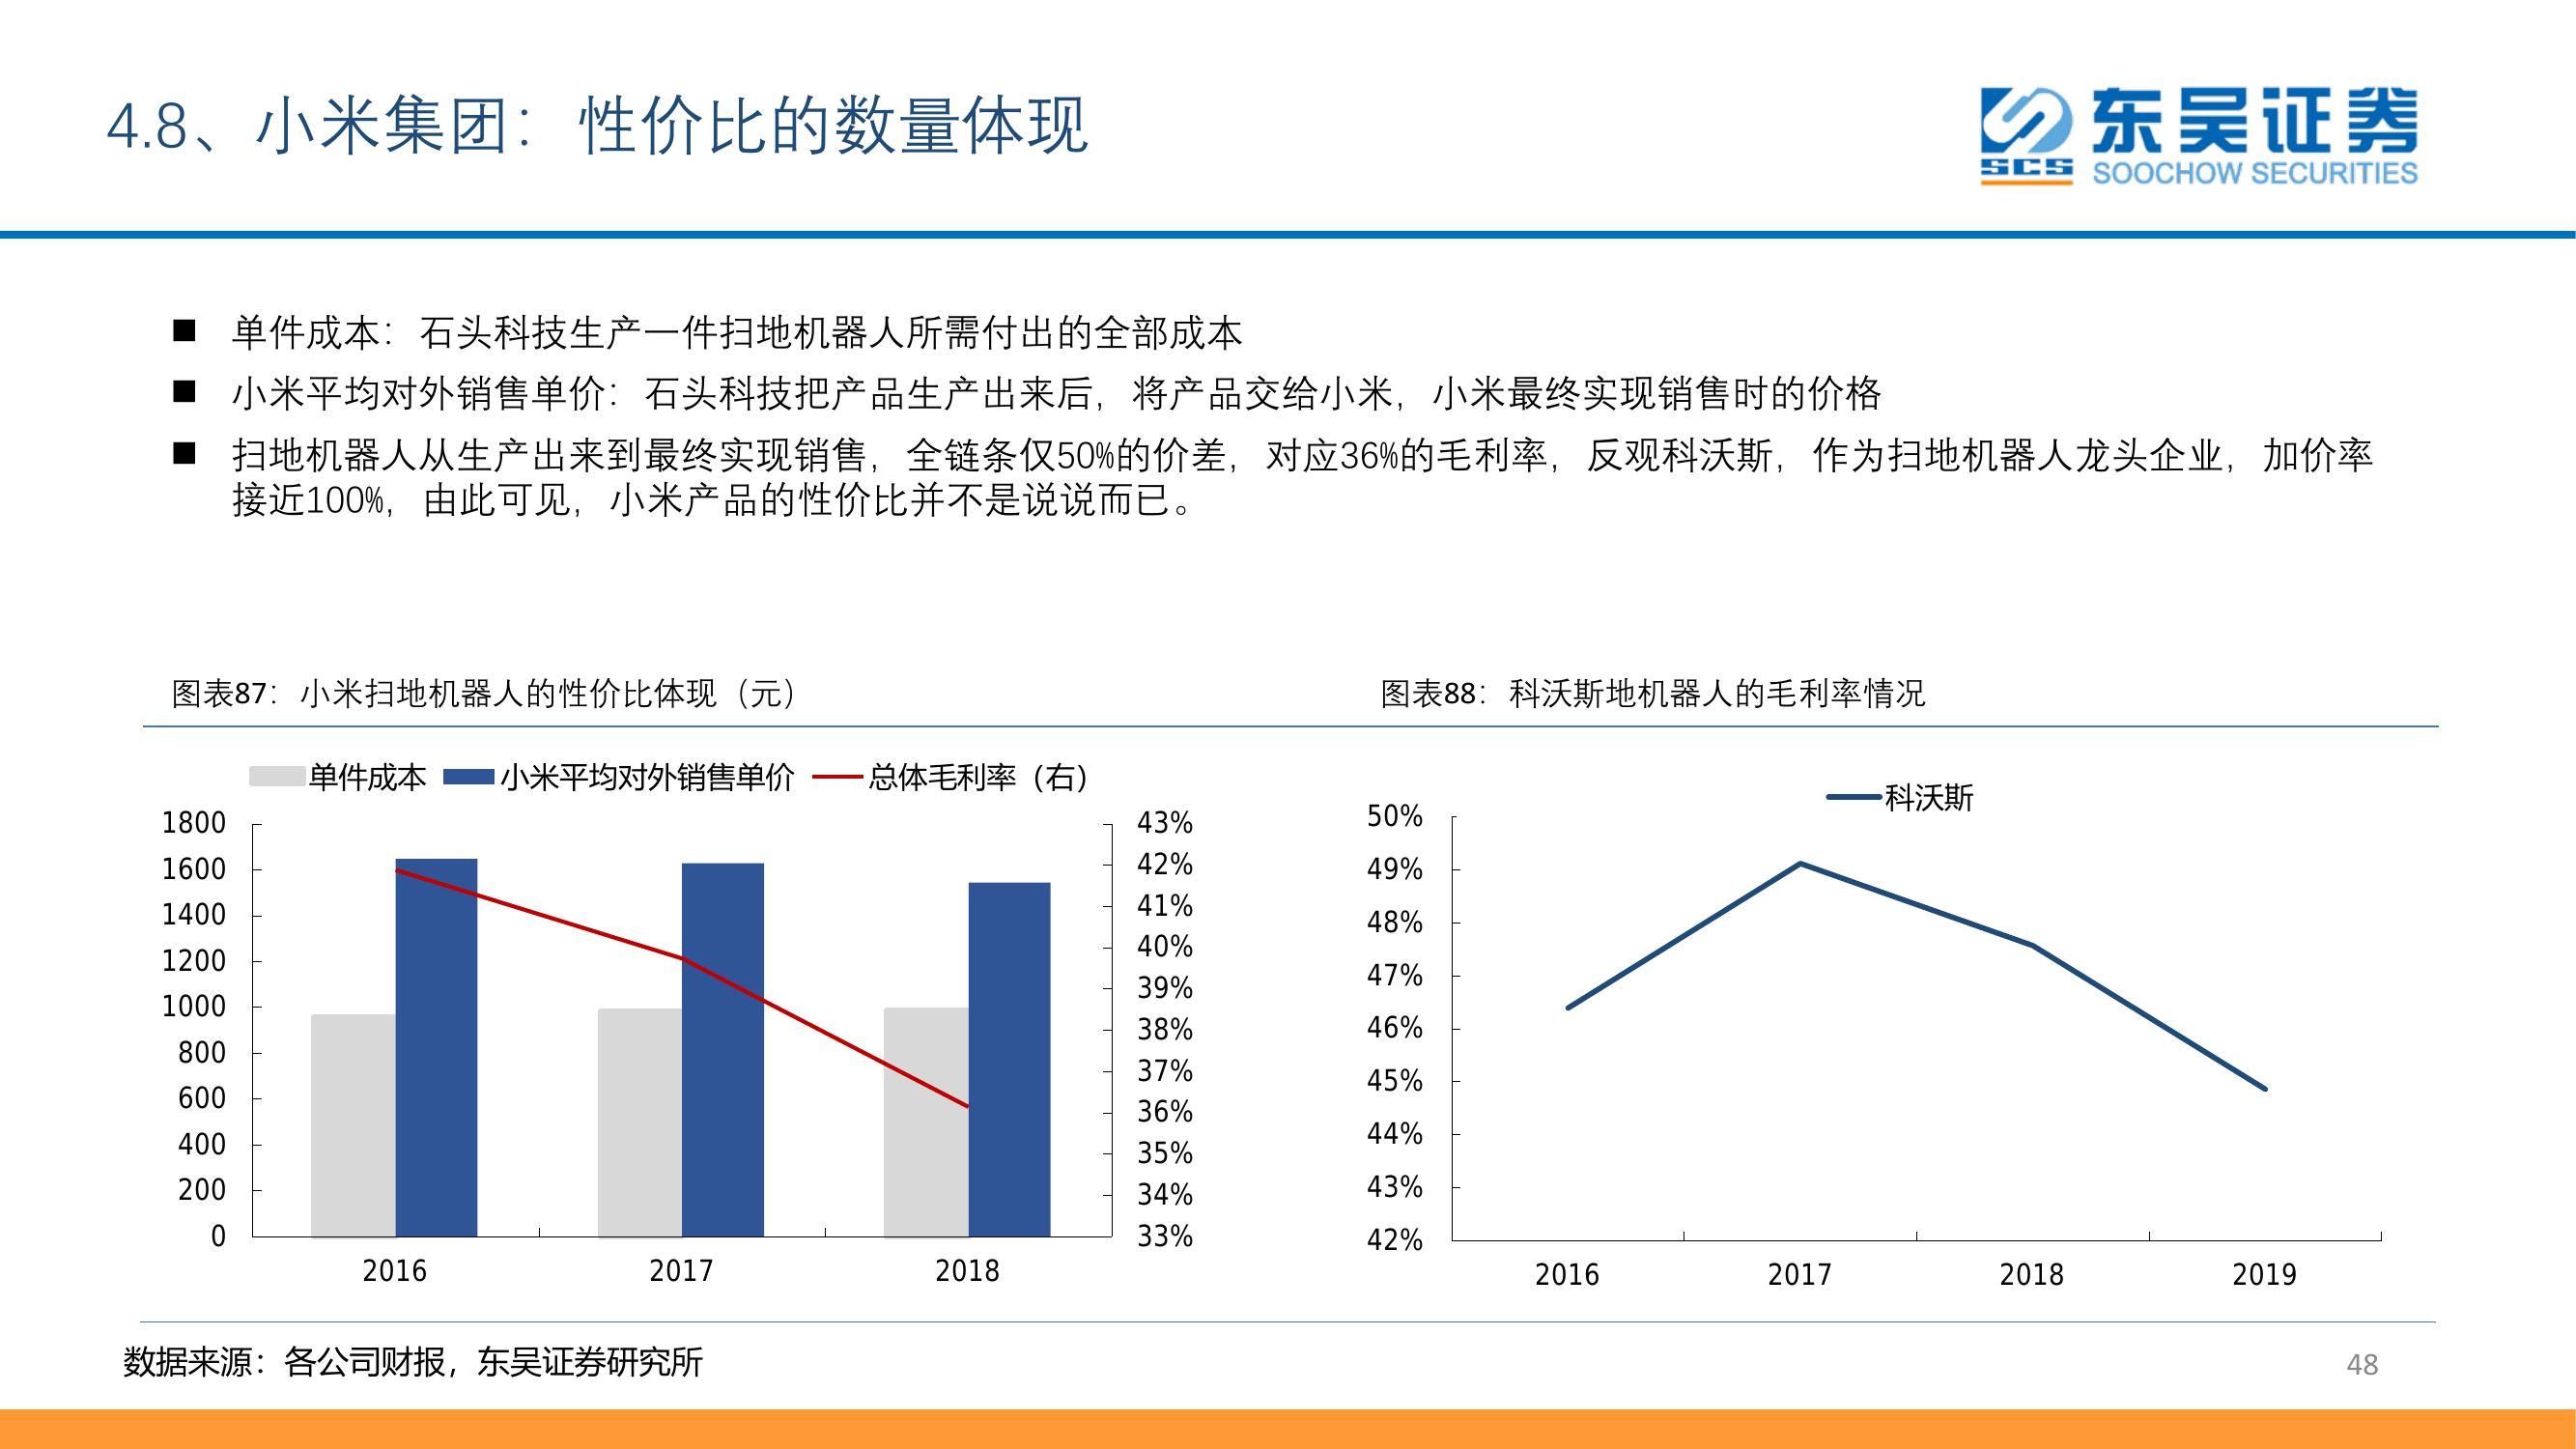 4.8、小米集团：性价比的数量体现
SCS
东吴证券
SOOCHOW SECURITIES
■ 单件成本：石头科技生产一件扫地机器人所需付出的全部成本
■ 小米平均对外销售单价：石头科技把产品生产出来后，将产品交给小米，小米最终实现销售时的价格
■ 扫地机器人从生产出来到最终实现销售，全链条仅50%的价差，对应36%的毛利率，反观科沃斯，作为扫地机器人龙头企业，加价率
接近100%，由此可见，小米产品的性价比并不是说说而已。
图表87：小米扫地机器人的性价比体现（元）
单件成本 小米平均对外销售单价 总体毛利率（右）
1800
1600
1400
1200
1000
800
600
400
200
0
43%
42%
41%
40%
39%
38%
37%
36%
35%
34%
33%
2016 2017 2018
图表88：科沃斯地机器人的毛利率情况
科沃斯
50%
49%
48%
47%
46%
45%
44%
43%
42%
2016 2017 2018 2019
数据来源：各公司财报，东吴证券研究所
48